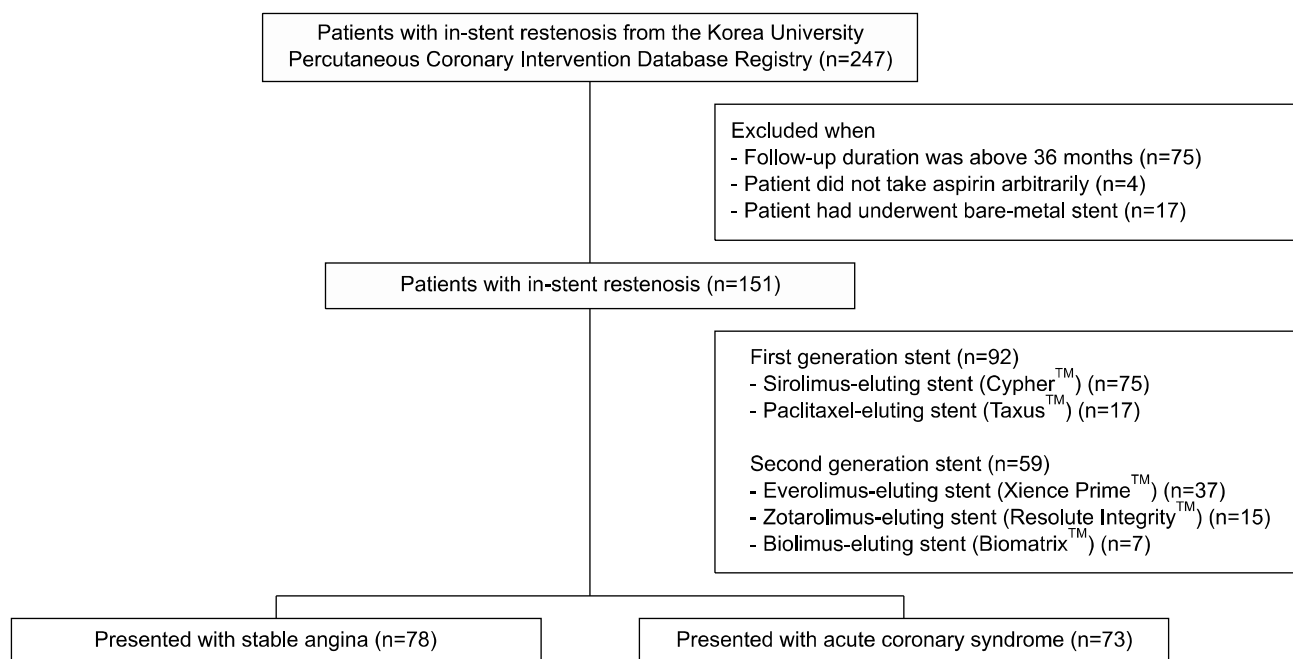 Patients with in-stent restenosis from the Korea University
Percutaneous Coronary Intervention Database Registry (n=247)
Excluded when
- Follow-up duration was above 36 months (n=75)
- Patient did not take aspirin arbitrarily (n=4)
- Patient had underwent bare-metal stent (n=17)
Patients with in-stent restenosis (n=151)
First generation stent (n=92)
- Sirolimus-eluting stent (Cypher™) (n=75)
- Paclitaxel-eluting stent (Taxus™) (n=17)
Second generation stent (n=59)
- Everolimus-eluting stent (Xience Prime™) (n=37)
- Zotarolimus-eluting stent (Resolute Integrity™) (n=15)
- Biolimus-eluting stent (Biomatrix™) (n=7)
Presented with stable angina (n=78)
Presented with acute coronary syndrome (n=73)